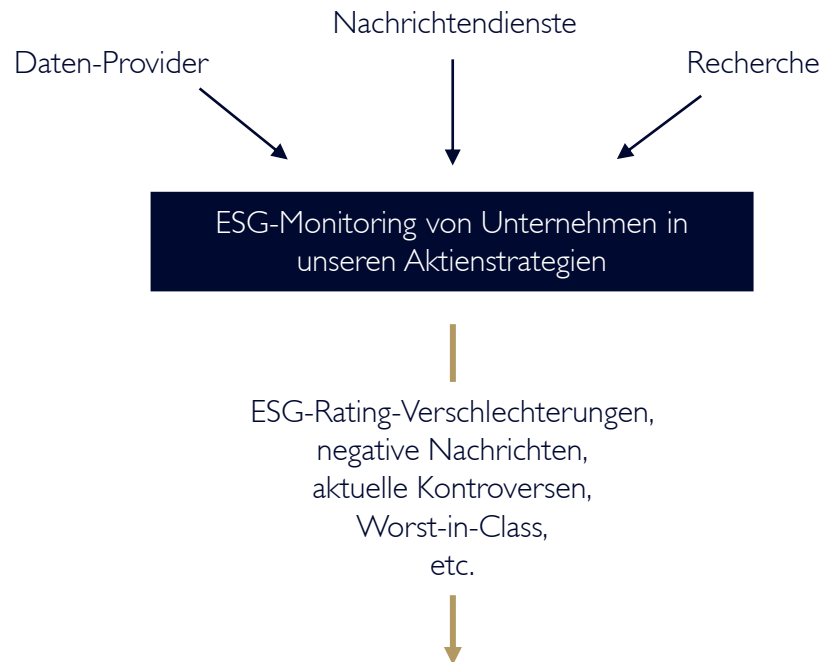 Nachrichtendienste
Daten-Provider
Recherche
ESG-Monitoring von Unternehmen in
unseren Aktienstrategien
ESG-Rating-Verschlechterungen,
negative Nachrichten,
aktuelle Kontroversen,
Worst-in-Class,
etc.